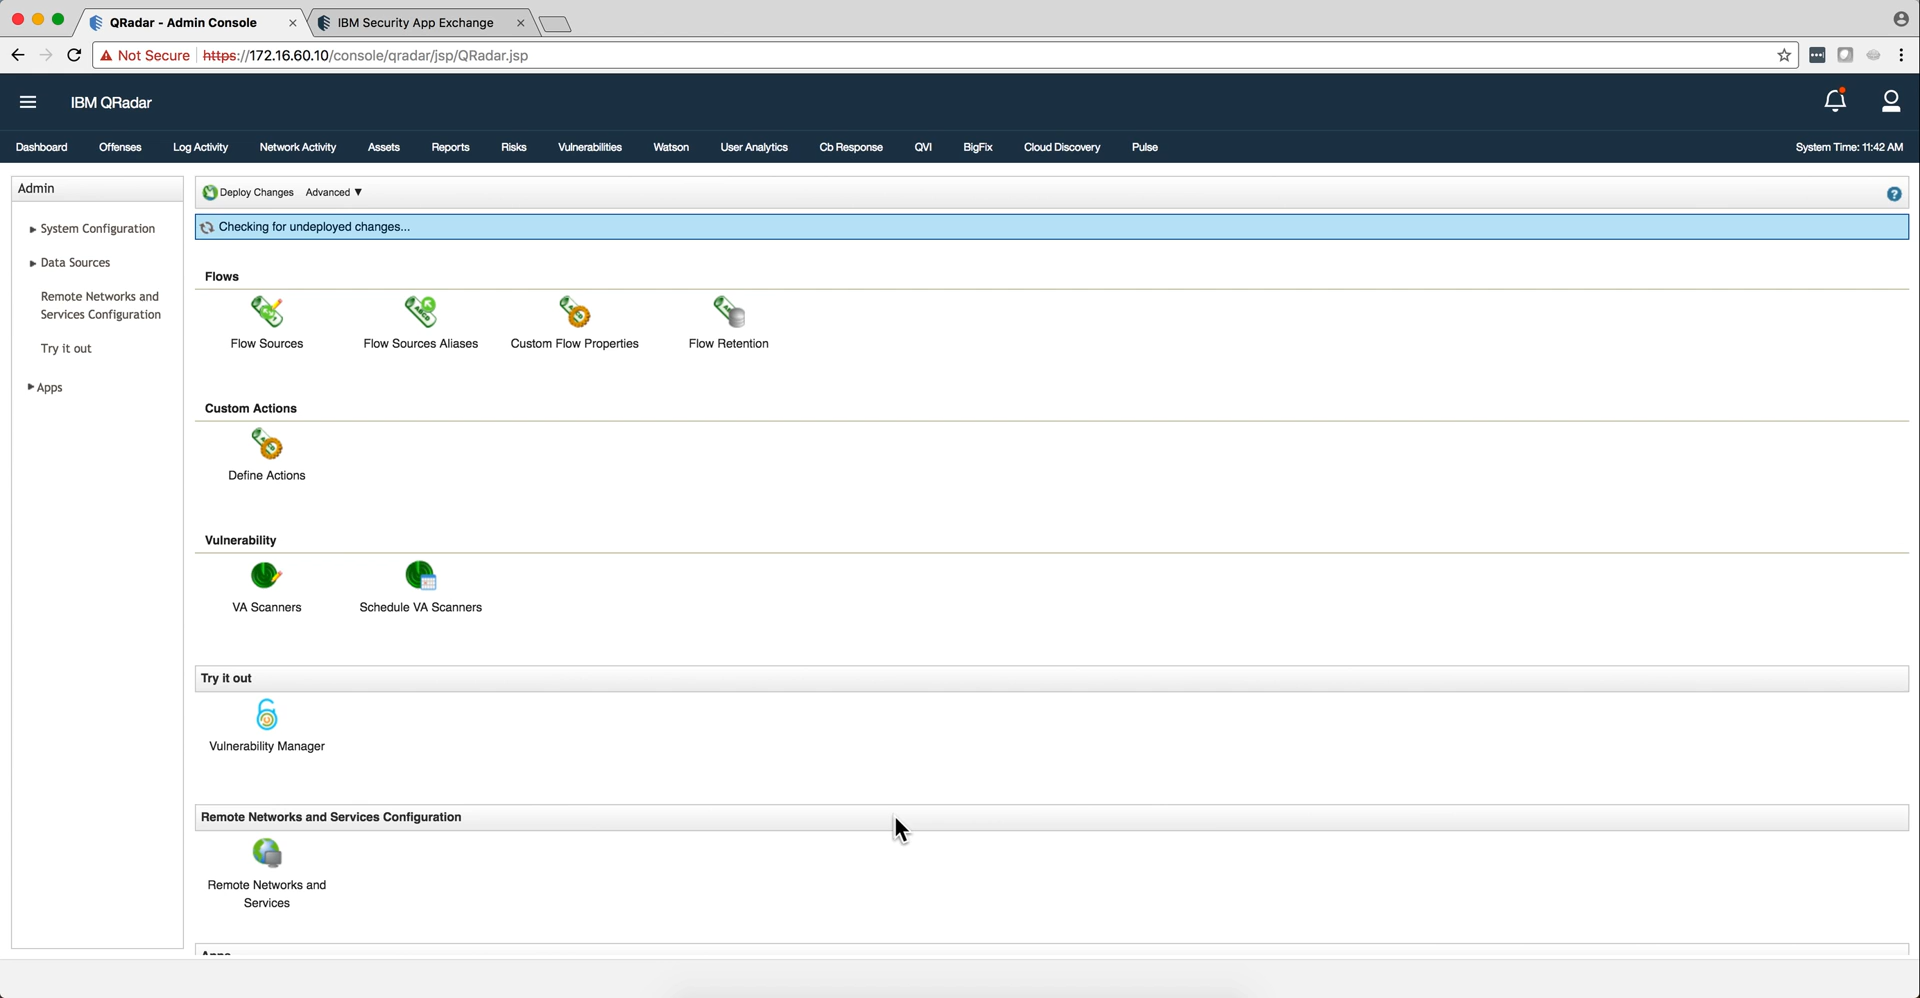 QRadar - Admin Console
IBM Security App Exchange
Not Secure https://172.16.60.10/console/qradar/jsp/QRadar.jsp
IBM QRadar
Dashboard Offenses Log Activity Network Activity Assets Reports Risks Vulnerabilities Watson User Analytics Cb Response QVI BigFix Cloud Discovery Pulse System Time: 11:42 AM
Admin
System Configuration
Data Sources
Remote Networks and
Services Configuration
Try it out
Apps
Deploy Changes Advanced ▼
Checking for undeployed changes...
Flows
Flow Sources Flow Sources Aliases Custom Flow Properties Flow Retention
Custom Actions
Define Actions
Vulnerability
VA Scanners Schedule VA Scanners
Try it out
Vulnerability Manager
Remote Networks and Services Configuration
Remote Networks and
Services
Apps